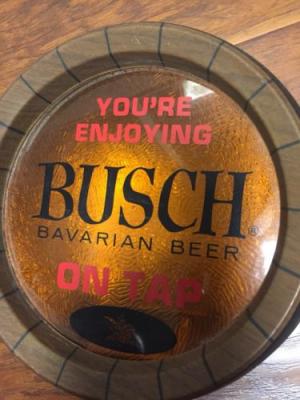 YOU'RE
ENJOYING
BUSCH®
BAVARIAN BEER
ON TAP